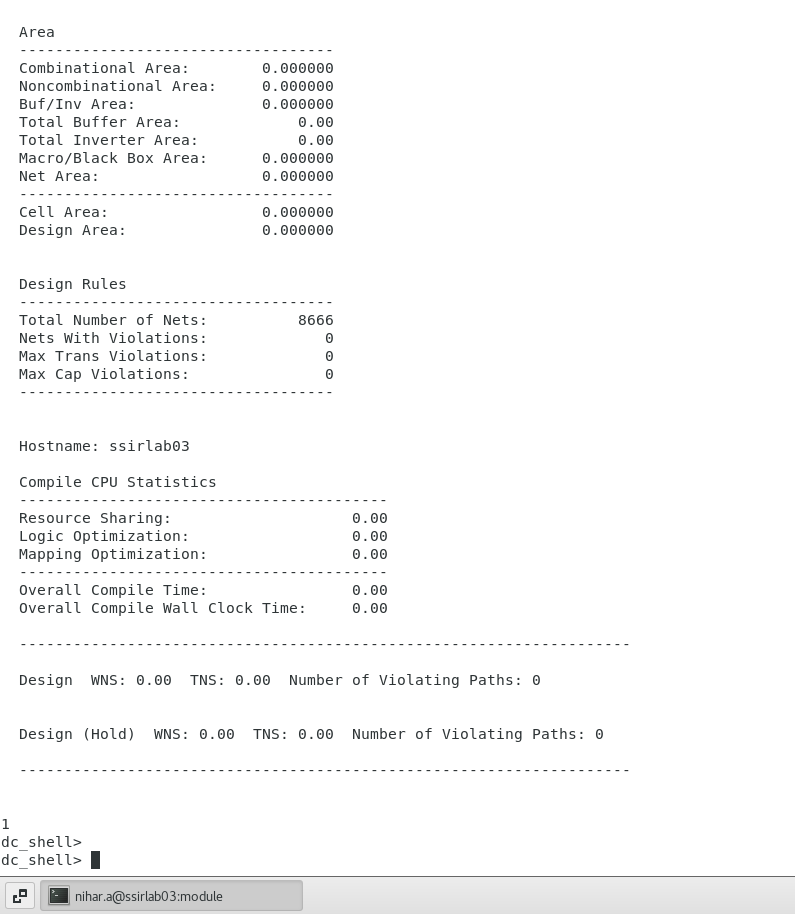 Area
-----------------------------------
Combinational Area:        0.000000
Noncombinational Area:     0.000000
Buf/Inv Area:              0.000000
Total Buffer Area:             0.00
Total Inverter Area:           0.00
Macro/Black Box Area:      0.000000
Net Area:                  0.000000
-----------------------------------
Cell Area:                 0.000000
Design Area:               0.000000
Design Rules
-----------------------------------
Total Number of Nets:          8666
Nets With Violations:             0
Max Trans Violations:             0
Max Cap Violations:               0
-----------------------------------
Hostname: ssirlab03
Compile CPU Statistics
-----------------------------------------
Resource Sharing:                    0.00
Logic Optimization:                  0.00
Mapping Optimization:                0.00
-----------------------------------------
Overall Compile Time:                0.00
Overall Compile Wall Clock Time:     0.00
--------------------------------------------------------------------
Design  WNS: 0.00  TNS: 0.00  Number of Violating Paths: 0
Design (Hold)  WNS: 0.00  TNS: 0.00  Number of Violating Paths: 0
--------------------------------------------------------------------
1
dc_shell>
dc_shell>
nihar.a@ssirlab03:module